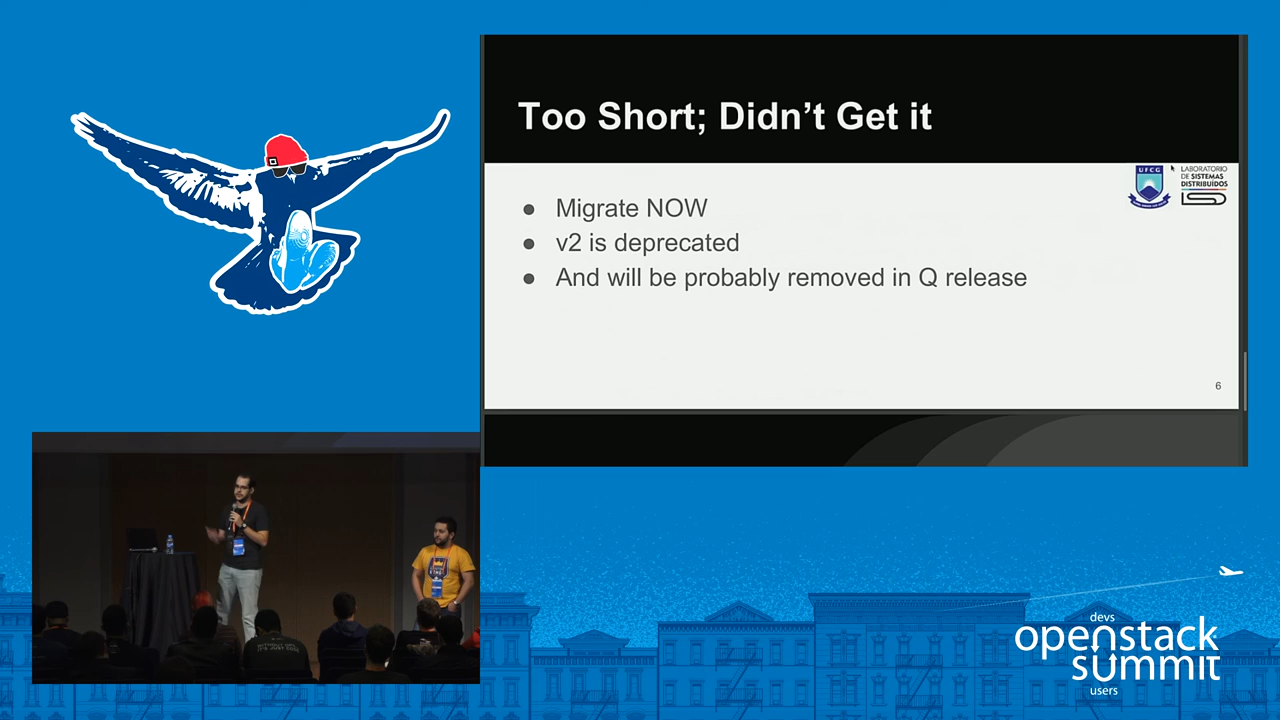 Too Short; Didn't Get it
UFCG
LABORATORIO
DE SISTEMAS
DISTRIBUÍDOS
Migrate NOW
v2 is deprecated
And will be probably removed in Q release
6
devs
openstack
summit
users